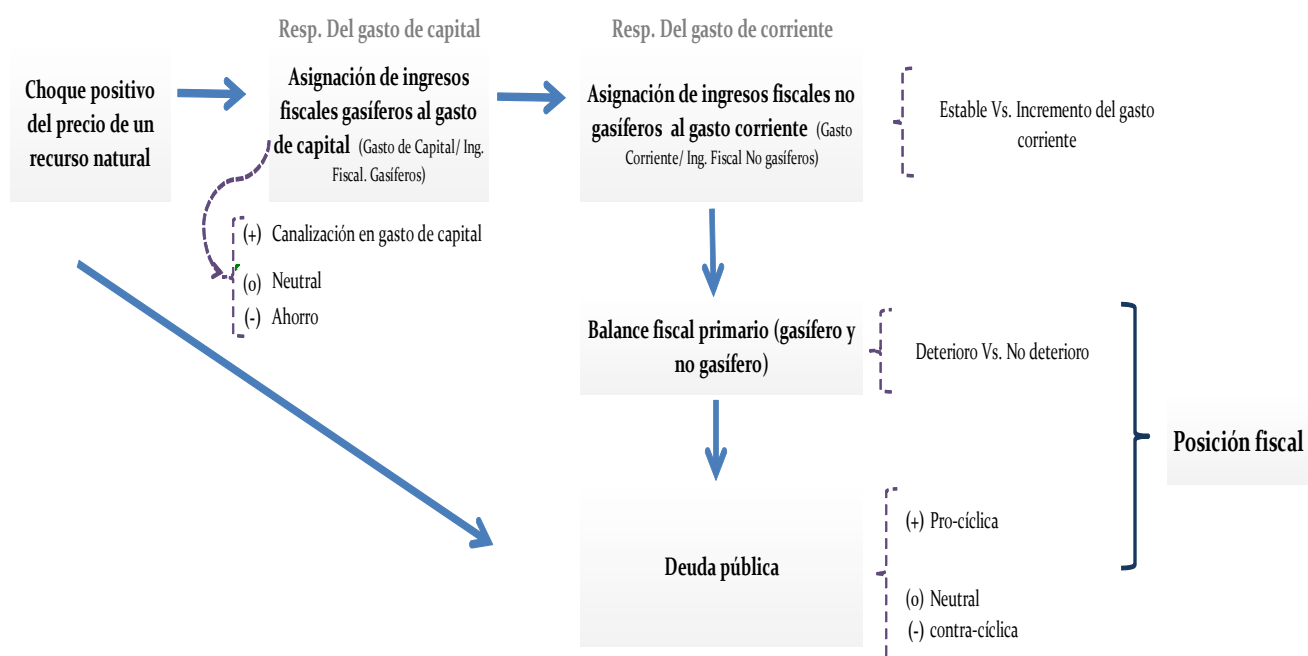 Resp. Del gasto de capital
Resp. Del gasto de corriente
Choque positivo
del precio de un
recurso natural
Asignación de ingresos
fiscales gasíferos al gasto
de capital (Gasto de Capital/ Ing.
Fiscal. Gasíferos)
Asignación de ingresos fiscales no
gasíferos al gasto corriente (Gasto
Corriente/ Ing. Fiscal No gasíferos)
Estable Vs. Incremento del gasto
corriente
(+) Canalización en gasto de capital
(o) Neutral
(-) Ahorro
Balance fiscal primario (gasífero y
no gasífero)
Deterioro Vs. No deterioro
Posición fiscal
Deuda pública
(+) Pro-cíclica
(o) Neutral
(-) contra-cíclica